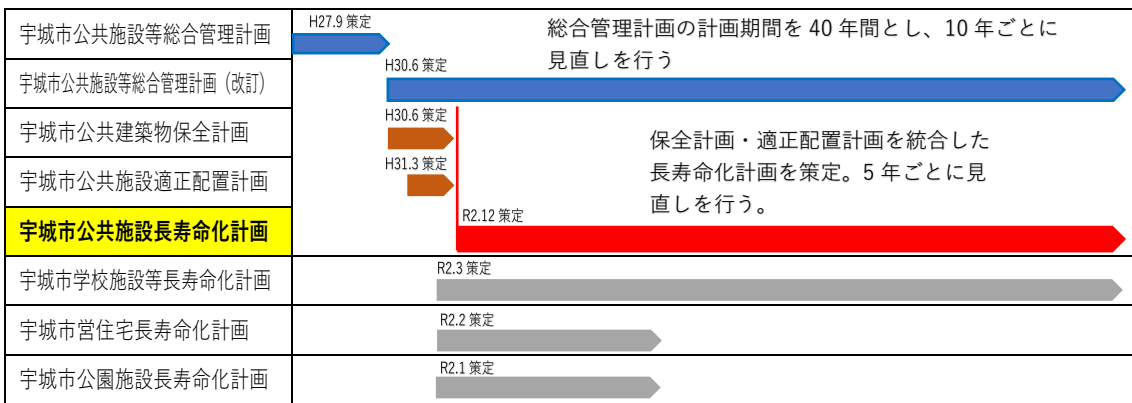 宇城市公共施設等総合管理計画
H27.9 策定
総合管理計画の計画期間を 40 年間とし、10 年ごとに
見直しを行う
宇城市公共施設等総合管理計画（改訂）
H30.6 策定
宇城市公共建築物保全計画
H30.6 策定
保全計画・適正配置計画を統合した
長寿命化計画を策定。5 年ごとに見
直しを行う。
宇城市公共施設適正配置計画
H31.3 策定
宇城市公共施設長寿命化計画
R2.12 策定
宇城市学校施設等長寿命化計画
R2.3 策定
宇城市営住宅長寿命化計画
R2.2 策定
宇城市公園施設長寿命化計画
R2.1 策定